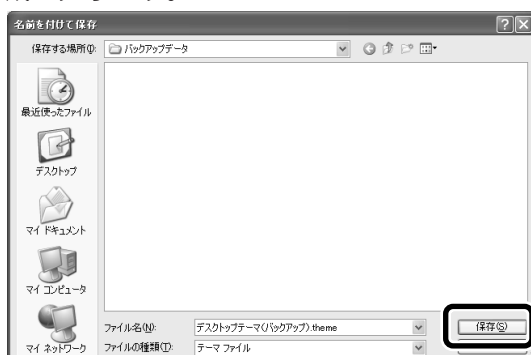 名前を付けて保存
保存する場所(I):
バックアップデータ
最近使ったファイル
デスクトップ
マイ ドキュメント
マイ コンピュータ
マイ ネットワーク
ファイル名(N):
デスクトップテーマ(バックアップ).theme
保存(S)
ファイルの種類(T):
テーマ ファイル